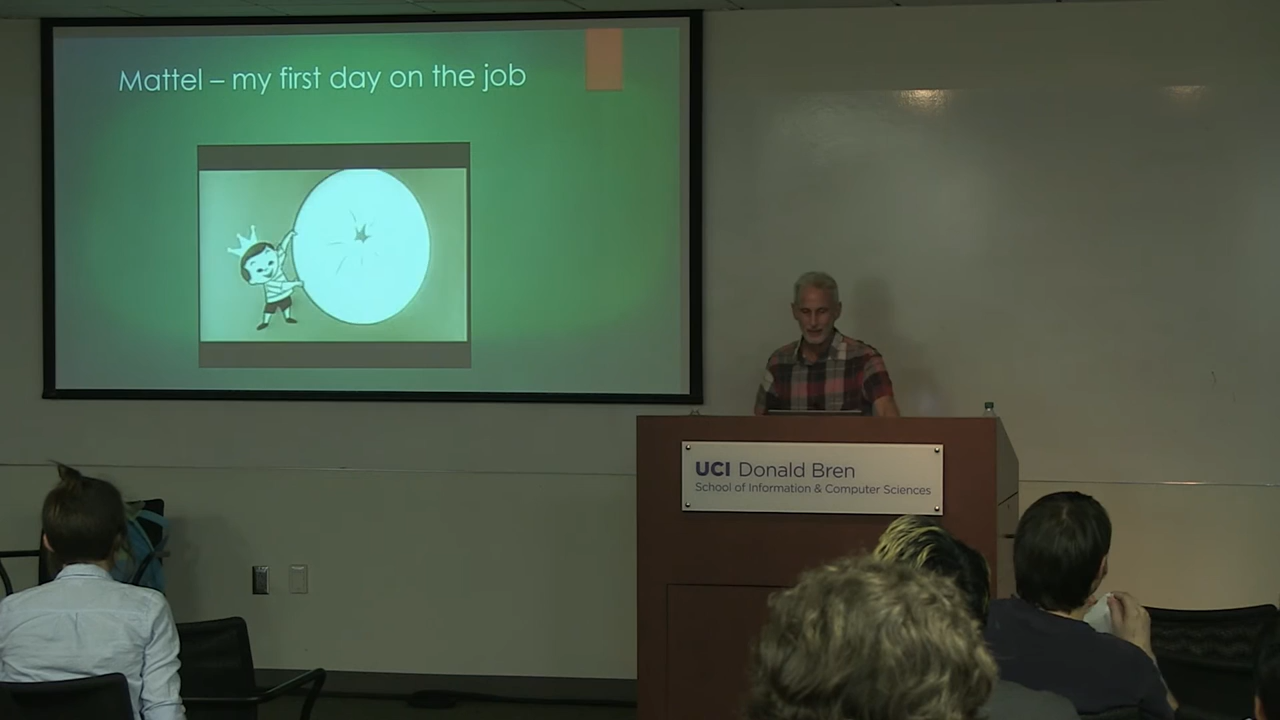 Mattel – my first day on the job
UCI Donald Bren
School of Information & Computer Sciences